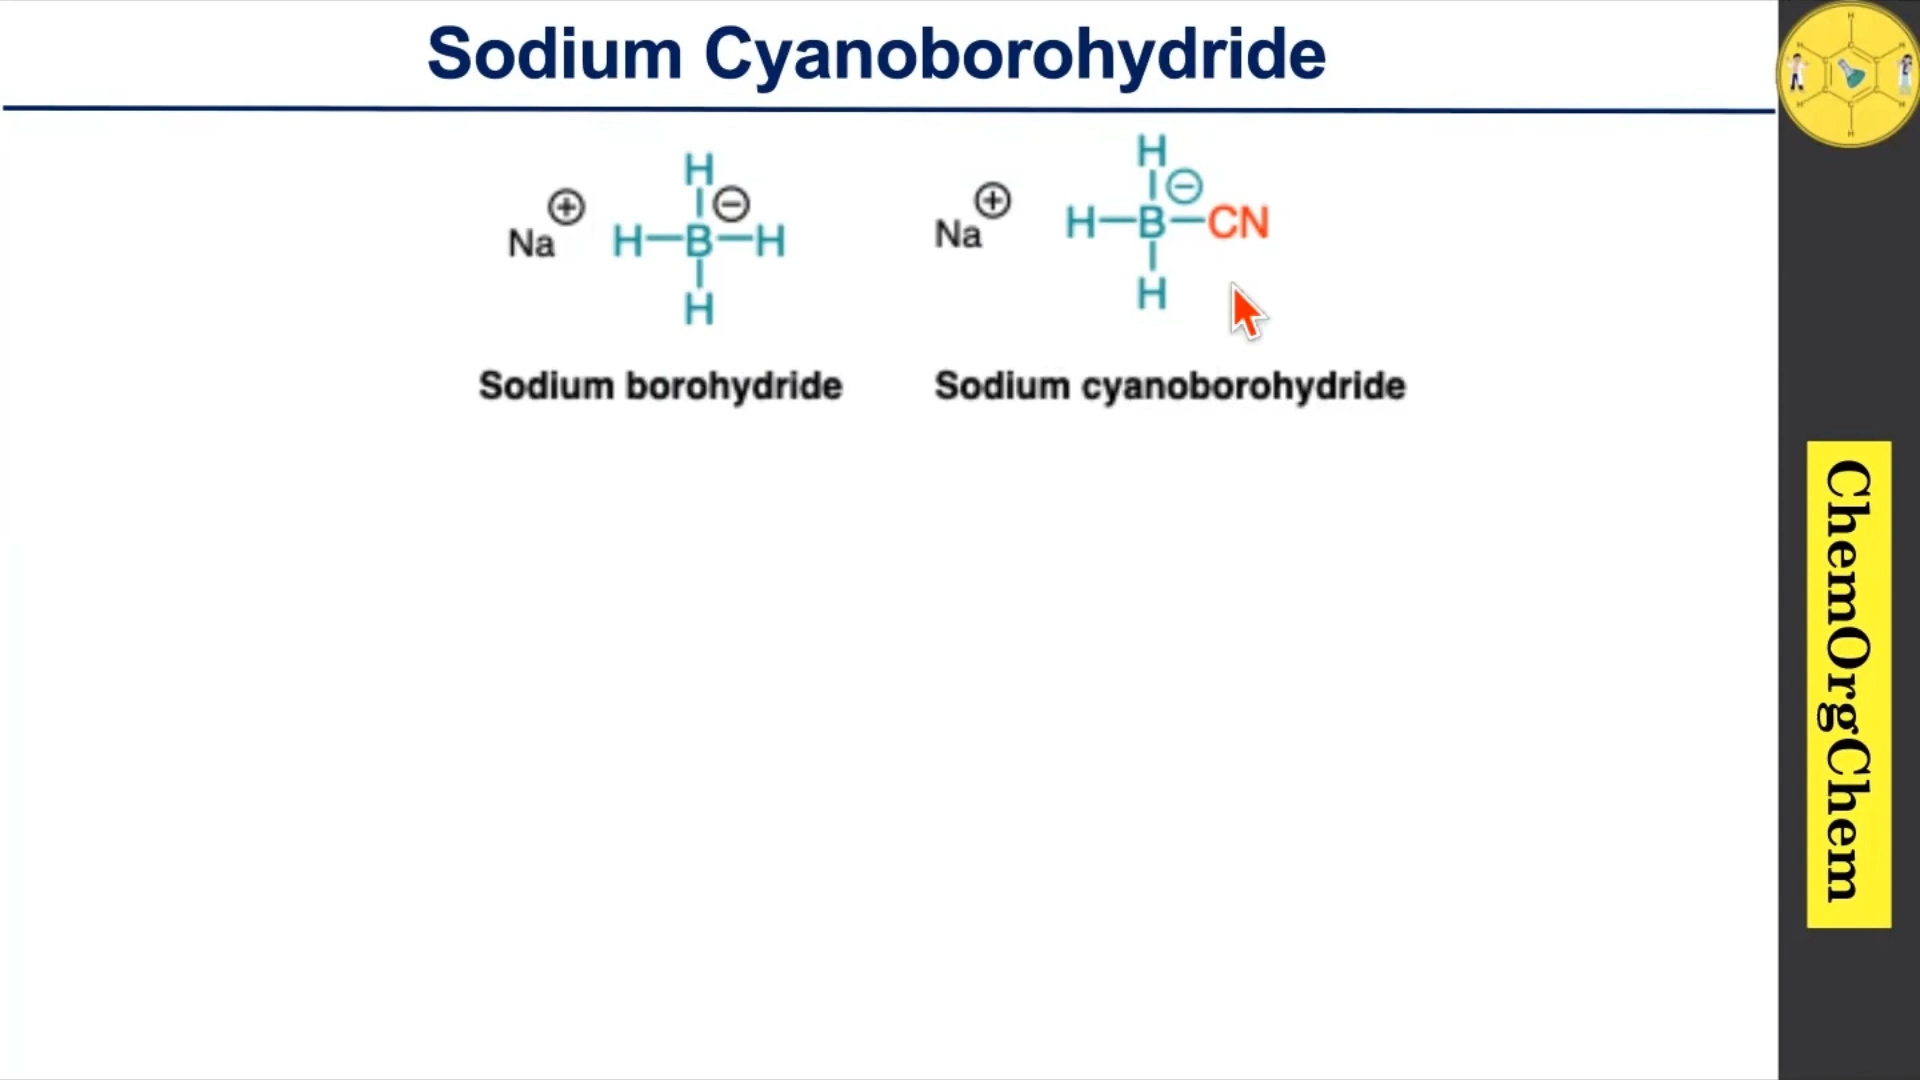 Sodium Cyanoborohydride
H
Na ⊕ H–B⊖–H
H
Sodium borohydride
H
Na ⊕ H–B⊖–CN
H
Sodium cyanoborohydride
ChemOrgChem